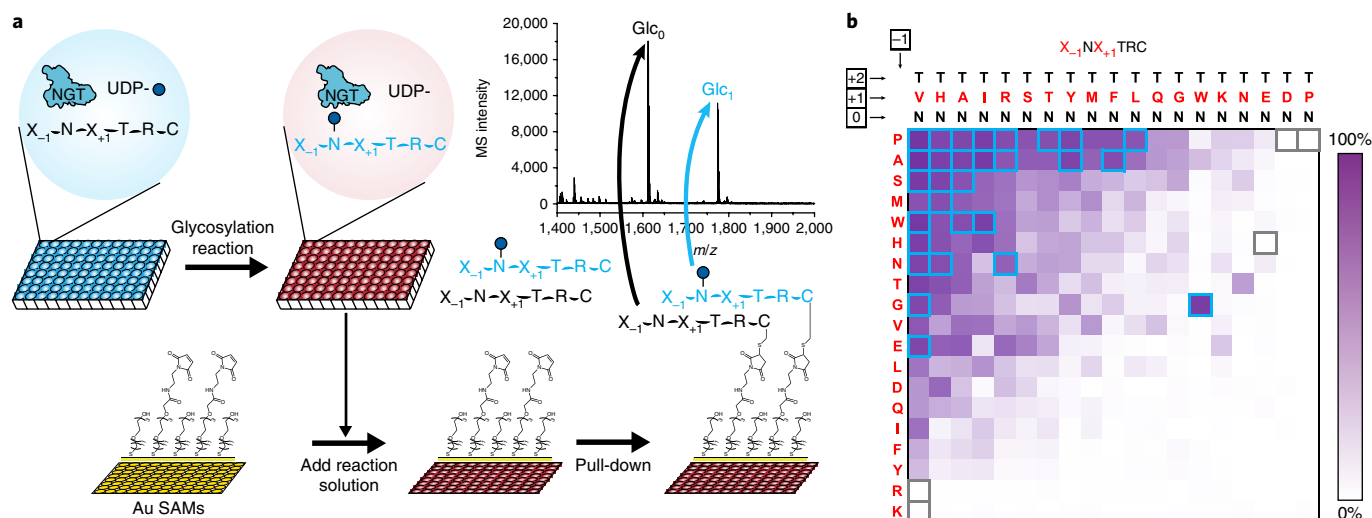 a
NGT
UDP-
X₋₁–N–X₊₁–T–R–C
NGT
UDP-
X₋₁–N–X₊₁–T–R–C
Glycosylation
reaction
20,000
16,000
12,000
8,000
4,000
0
MS intensity
Glc₀
Glc₁
1,400
1,500
1,600
1,700
1,800
1,900
2,000
m/z
X₋₁–N–X₊₁–T–R–C
X₋₁–N–X₊₁–T–R–C
X₋₁–N–X₊₁–T–R–C
X₋₁–N–X₊₁–T–R–C
Au SAMs
Add reaction
solution
Pull-down
b
−1
X₋₁NX₊₁TRC
+2 T T T T T T T T T T T T T T T T T T T
+1 V H A I R S T Y M F L Q G W K N E D P
0 N N N N N N N N N N N N N N N N N N N
P
A
S
M
W
H
N
T
G
V
E
L
D
Q
I
F
Y
R
K
100%
0%